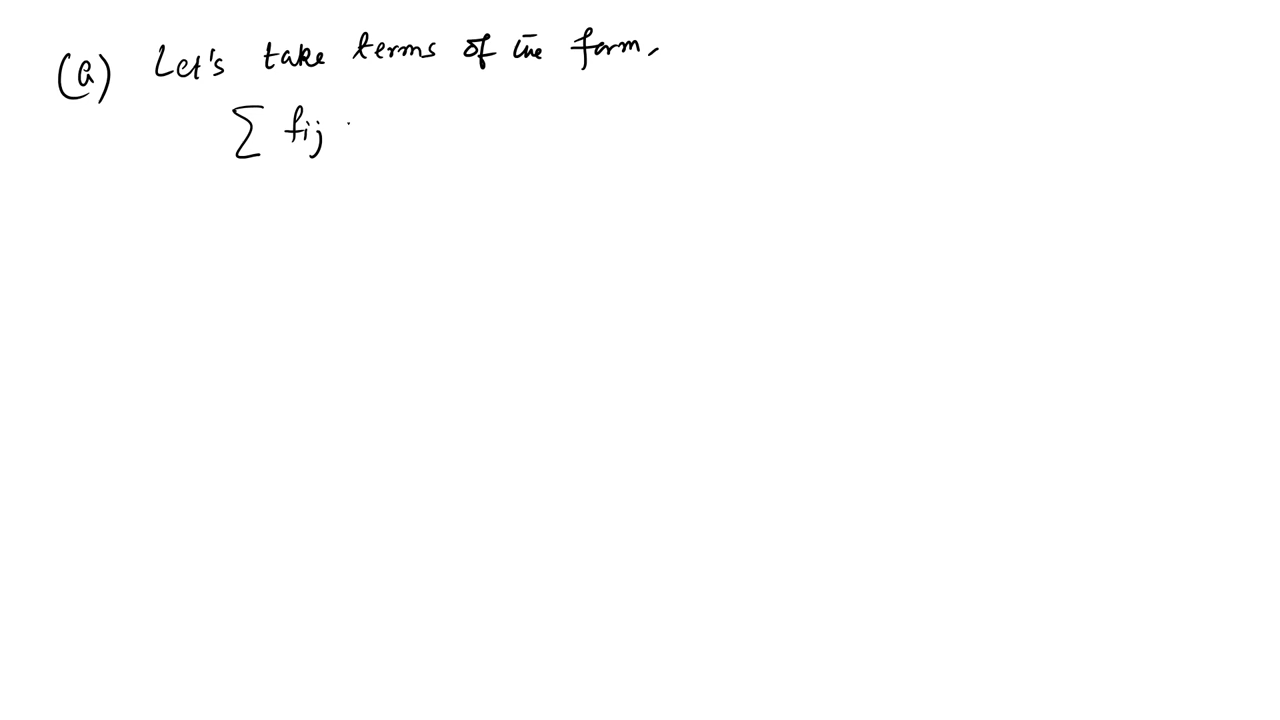 (a) Let's take terms of the form,
∑ fij .